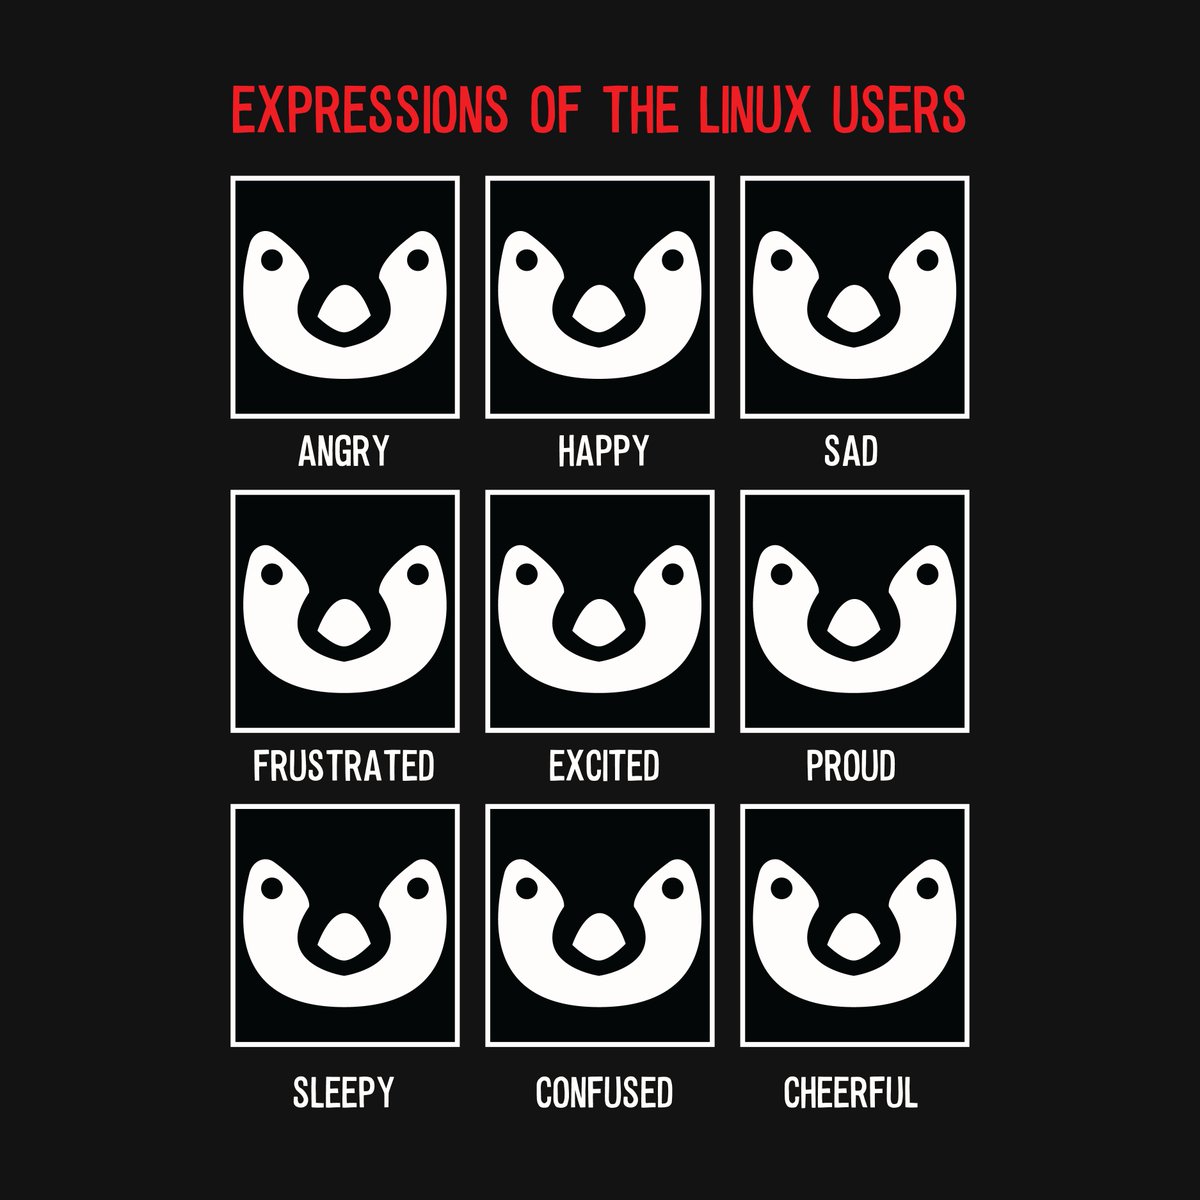 EXPRESSIONS OF THE LINUX USERS
ANGRY HAPPY SAD
FRUSTRATED EXCITED PROUD
SLEEPY CONFUSED CHEERFUL